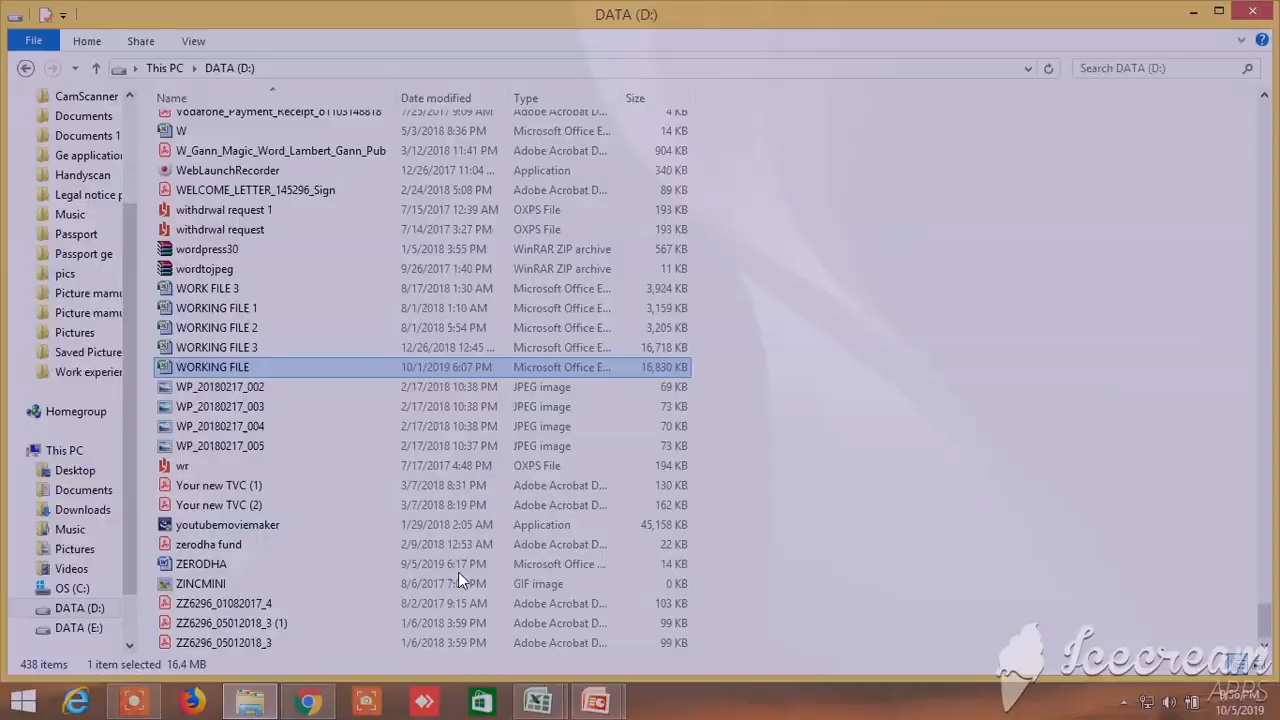 DATA (D:)
File Home Share View
This PC DATA (D:) Search DATA (D:)
Name Date modified Type Size
CamScanner
Documents
Documents 1
Ge application
Handyscan
Legal notice p
Music
Passport
Passport ge
pics
Picture mamu
Picture mamu
Pictures
Saved Picture
Work experien
Homegroup
This PC
Desktop
Documents
Downloads
Music
Pictures
Videos
OS (C:)
DATA (D:)
DATA (E:)
Vodafone_Payment_Receipt_61103148818 7/25/2017 9:09 AM Adobe Acrobat D... 4 KB
W 5/3/2018 8:36 PM Microsoft Office E... 14 KB
W_Gann_Magic_Word_Lambert_Gann_Pub 3/12/2018 11:41 PM Adobe Acrobat D... 904 KB
WebLaunchRecorder 12/26/2017 11:04 ... Application 340 KB
WELCOME_LETTER_145296_Sign 2/24/2018 5:08 PM Adobe Acrobat D... 89 KB
withdrwal request 1 7/15/2017 12:39 AM OXPS File 193 KB
withdrwal request 7/14/2017 3:27 PM OXPS File 193 KB
wordpress30 1/5/2018 3:55 PM WinRAR ZIP archive 567 KB
wordtojpeg 9/26/2017 1:40 PM WinRAR ZIP archive 11 KB
WORK FILE 3 8/17/2018 1:30 AM Microsoft Office E... 3,924 KB
WORKING FILE 1 8/1/2018 1:10 AM Microsoft Office E... 3,159 KB
WORKING FILE 2 8/1/2018 5:54 PM Microsoft Office E... 3,205 KB
WORKING FILE 3 12/26/2018 12:45 ... Microsoft Office E... 16,718 KB
WORKING FILE 10/1/2019 6:07 PM Microsoft Office E... 16,830 KB
WP_20180217_002 2/17/2018 10:38 PM JPEG image 69 KB
WP_20180217_003 2/17/2018 10:38 PM JPEG image 73 KB
WP_20180217_004 2/17/2018 10:38 PM JPEG image 70 KB
WP_20180217_005 2/17/2018 10:37 PM JPEG image 73 KB
wr 7/17/2017 4:48 PM OXPS File 194 KB
Your new TVC (1) 3/7/2018 8:31 PM Adobe Acrobat D... 130 KB
Your new TVC (2) 3/7/2018 8:19 PM Adobe Acrobat D... 162 KB
youtubemoviemaker 1/29/2018 2:05 AM Application 45,158 KB
zerodha fund 2/9/2018 12:53 AM Adobe Acrobat D... 22 KB
ZERODHA 9/5/2019 6:17 PM Microsoft Office ... 14 KB
ZINCMINI 8/6/2017 GIF image 0 KB
ZZ6296_01082017_4 8/2/2017 9:15 AM Adobe Acrobat D... 103 KB
ZZ6296_05012018_3 (1) 1/6/2018 3:59 PM Adobe Acrobat D... 99 KB
ZZ6296_05012018_3 1/6/2018 3:59 PM Adobe Acrobat D... 99 KB
438 items 1 item selected 16.4 MB
Icecream
APPS
10/5/2019